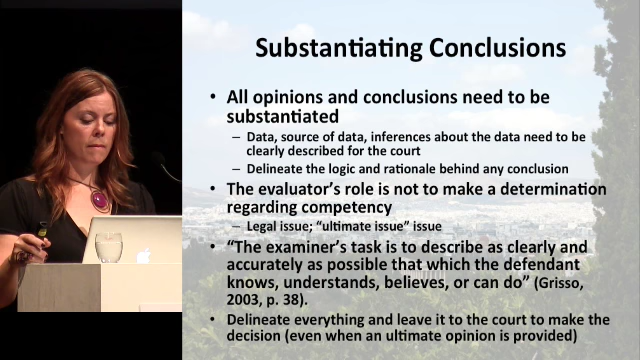 Substantiating Conclusions
• All opinions and conclusions need to be
substantiated
– Data, source of data, inferences about the data need to be
clearly described for the court
– Delineate the logic and rationale behind any conclusion
• The evaluator's role is not to make a determination
regarding competency
– Legal issue; "ultimate issue" issue
• "The examiner's task is to describe as clearly and
accurately as possible that which the defendant
knows, understands, believes, or can do" (Grisso,
2003, p. 38).
• Delineate everything and leave it to the court to make the
decision (even when an ultimate opinion is provided)